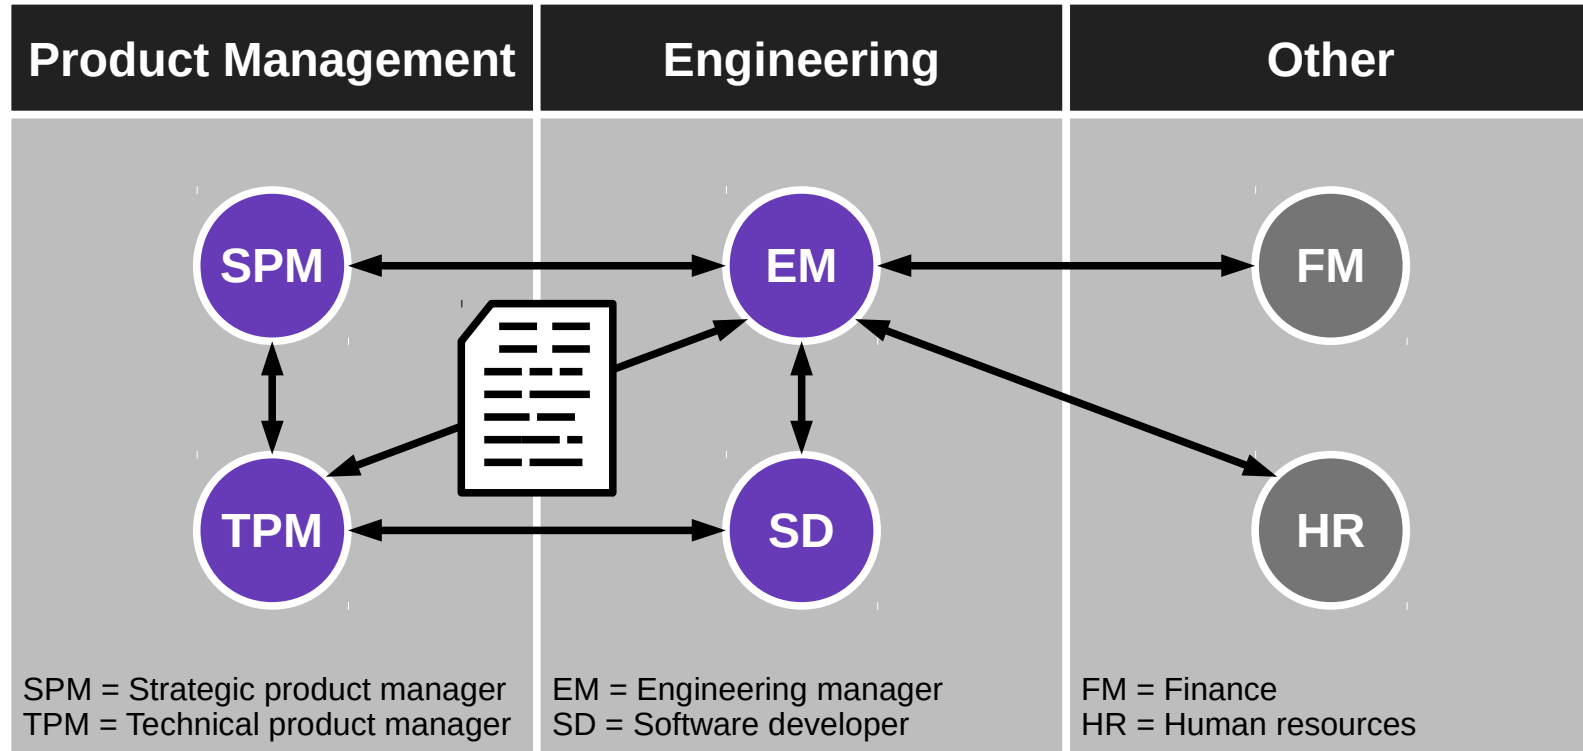 Product Management
Engineering
Other
SPM
EM
FM
TPM
SD
HR
SPM = Strategic product manager
TPM = Technical product manager
EM = Engineering manager
SD = Software developer
FM = Finance
HR = Human resources